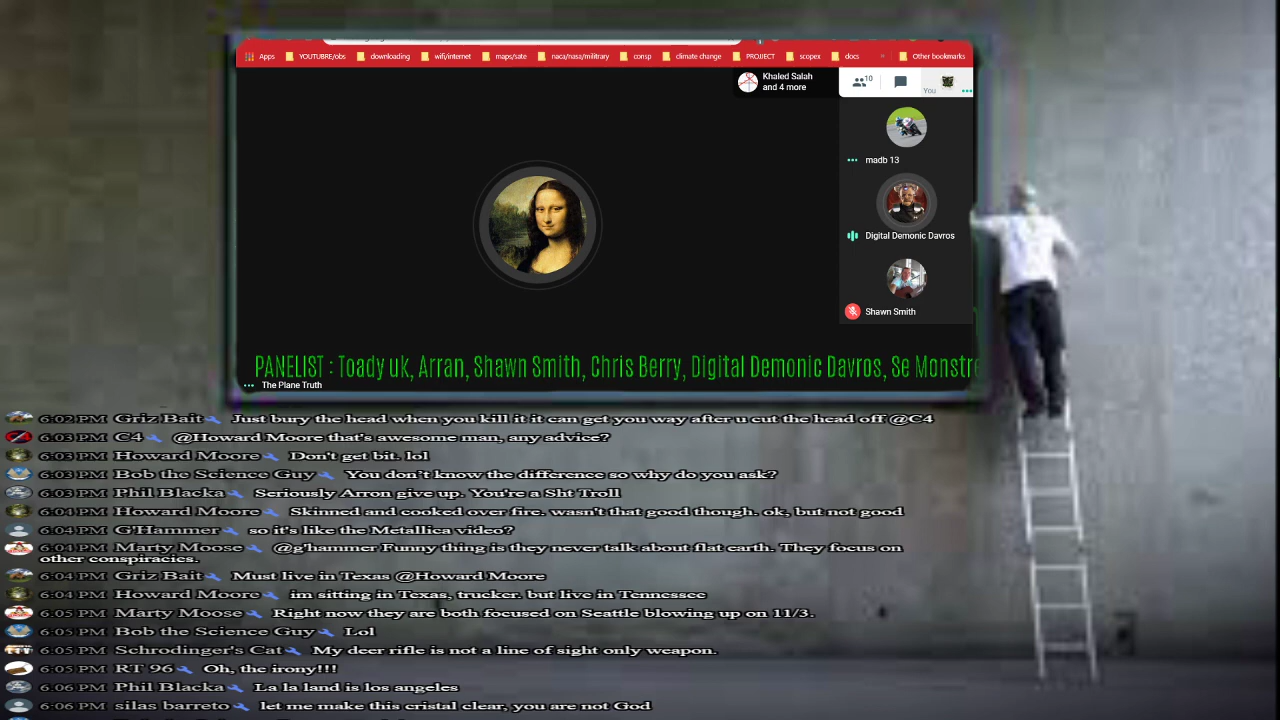 Apps YOUTUBRE/obs downloading wifi/internet maps/sate naca/nasa/militrary consp climate change PROJJECT scopex docs Other bookmarks
Khaled Salah
and 4 more
10
You
madb 13
Digital Demonic Davros
Shawn Smith
PANELIST : Toady uk, Arran, Shawn Smith, Chris Berry, Digital Demonic Davros, Se Monstre
The Plane Truth
6:02 PM Griz Bait Just bury the head when you kill it it can get you way after u cut the head off @C4
6:03 PM C4 @Howard Moore that's awesome man, any advice?
6:03 PM Howard Moore Don't get bit. lol
6:03 PM Bob the Science Guy You don't know the difference so why do you ask?
6:03 PM Phil Blacka Seriously Arron give up. You're a Sht Troll
6:04 PM Howard Moore Skinned and cooked over fire. wasn't that good though. ok, but not good
6:04 PM G'Hammer so it's like the Metallica video?
6:04 PM Marty Moose @g'hammer Funny thing is they never talk about flat earth. They focus on
other conspiracies.
6:04 PM Griz Bait Must live in Texas @Howard Moore
6:04 PM Howard Moore im sitting in Texas, trucker. but live in Tennessee
6:05 PM Marty Moose Right now they are both focused on Seattle blowing up on 11/3.
6:05 PM Bob the Science Guy Lol
6:05 PM Schrodinger's Cat My deer rifle is not a line of sight only weapon.
6:05 PM RT 96 Oh, the irony!!!
6:06 PM Phil Blacka La la land is los angeles
6:06 PM silas barreto let me make this cristal clear, you are not God